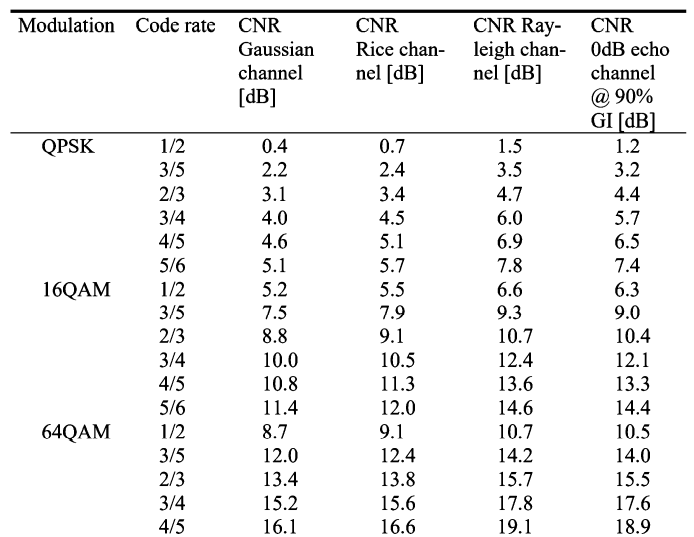 Modulation Code rate CNR CNR CNR Ray- CNR
Gaussian Rice chan- leigh chan- 0dB echo
channel nel [dB] nel [dB] channel
[dB] @ 90%
GI [dB]
QPSK 1/2 0.4 0.7 1.5 1.2
3/5 2.2 2.4 3.5 3.2
2/3 3.1 3.4 4.7 4.4
3/4 4.0 4.5 6.0 5.7
4/5 4.6 5.1 6.9 6.5
5/6 5.1 5.7 7.8 7.4
16QAM 1/2 5.2 5.5 6.6 6.3
3/5 7.5 7.9 9.3 9.0
2/3 8.8 9.1 10.7 10.4
3/4 10.0 10.5 12.4 12.1
4/5 10.8 11.3 13.6 13.3
5/6 11.4 12.0 14.6 14.4
64QAM 1/2 8.7 9.1 10.7 10.5
3/5 12.0 12.4 14.2 14.0
2/3 13.4 13.8 15.7 15.5
3/4 15.2 15.6 17.8 17.6
4/5 16.1 16.6 19.1 18.9